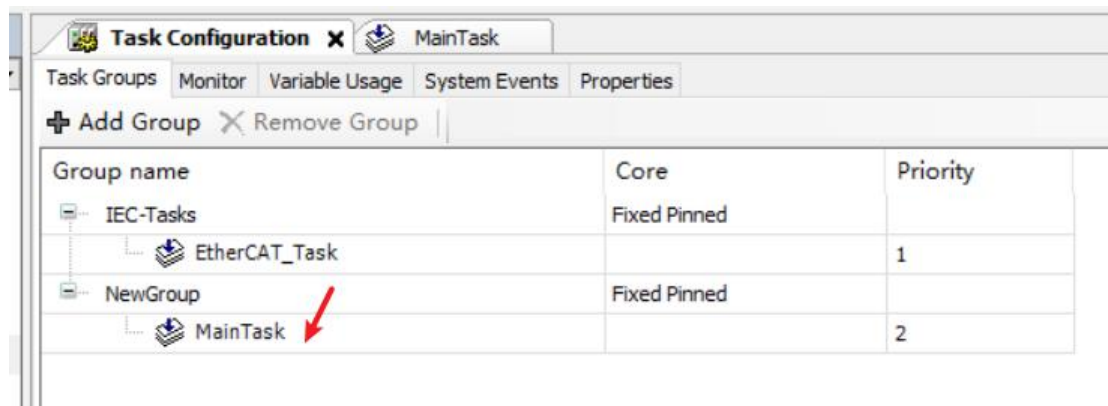 Task Configuration MainTask
Task Groups Monitor Variable Usage System Events Properties
Add Group Remove Group
Group name Core Priority
IEC-Tasks Fixed Pinned
EtherCAT_Task 1
NewGroup Fixed Pinned
MainTask 2